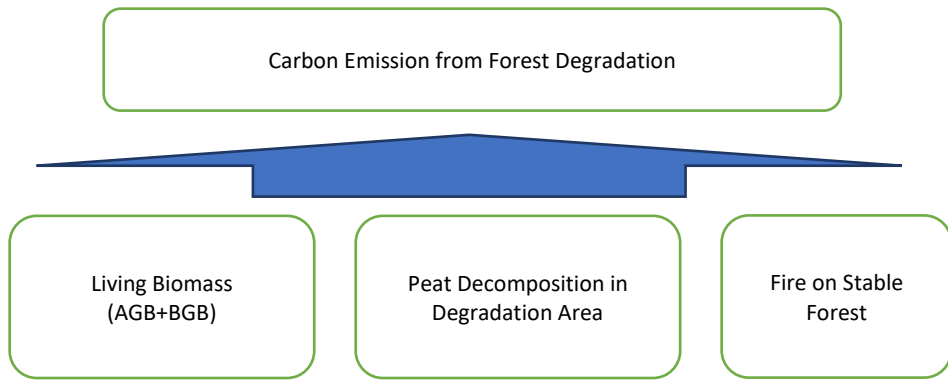 Carbon Emission from Forest Degradation
Living Biomass
(AGB+BGB)
Peat Decomposition in
Degradation Area
Fire on Stable
Forest